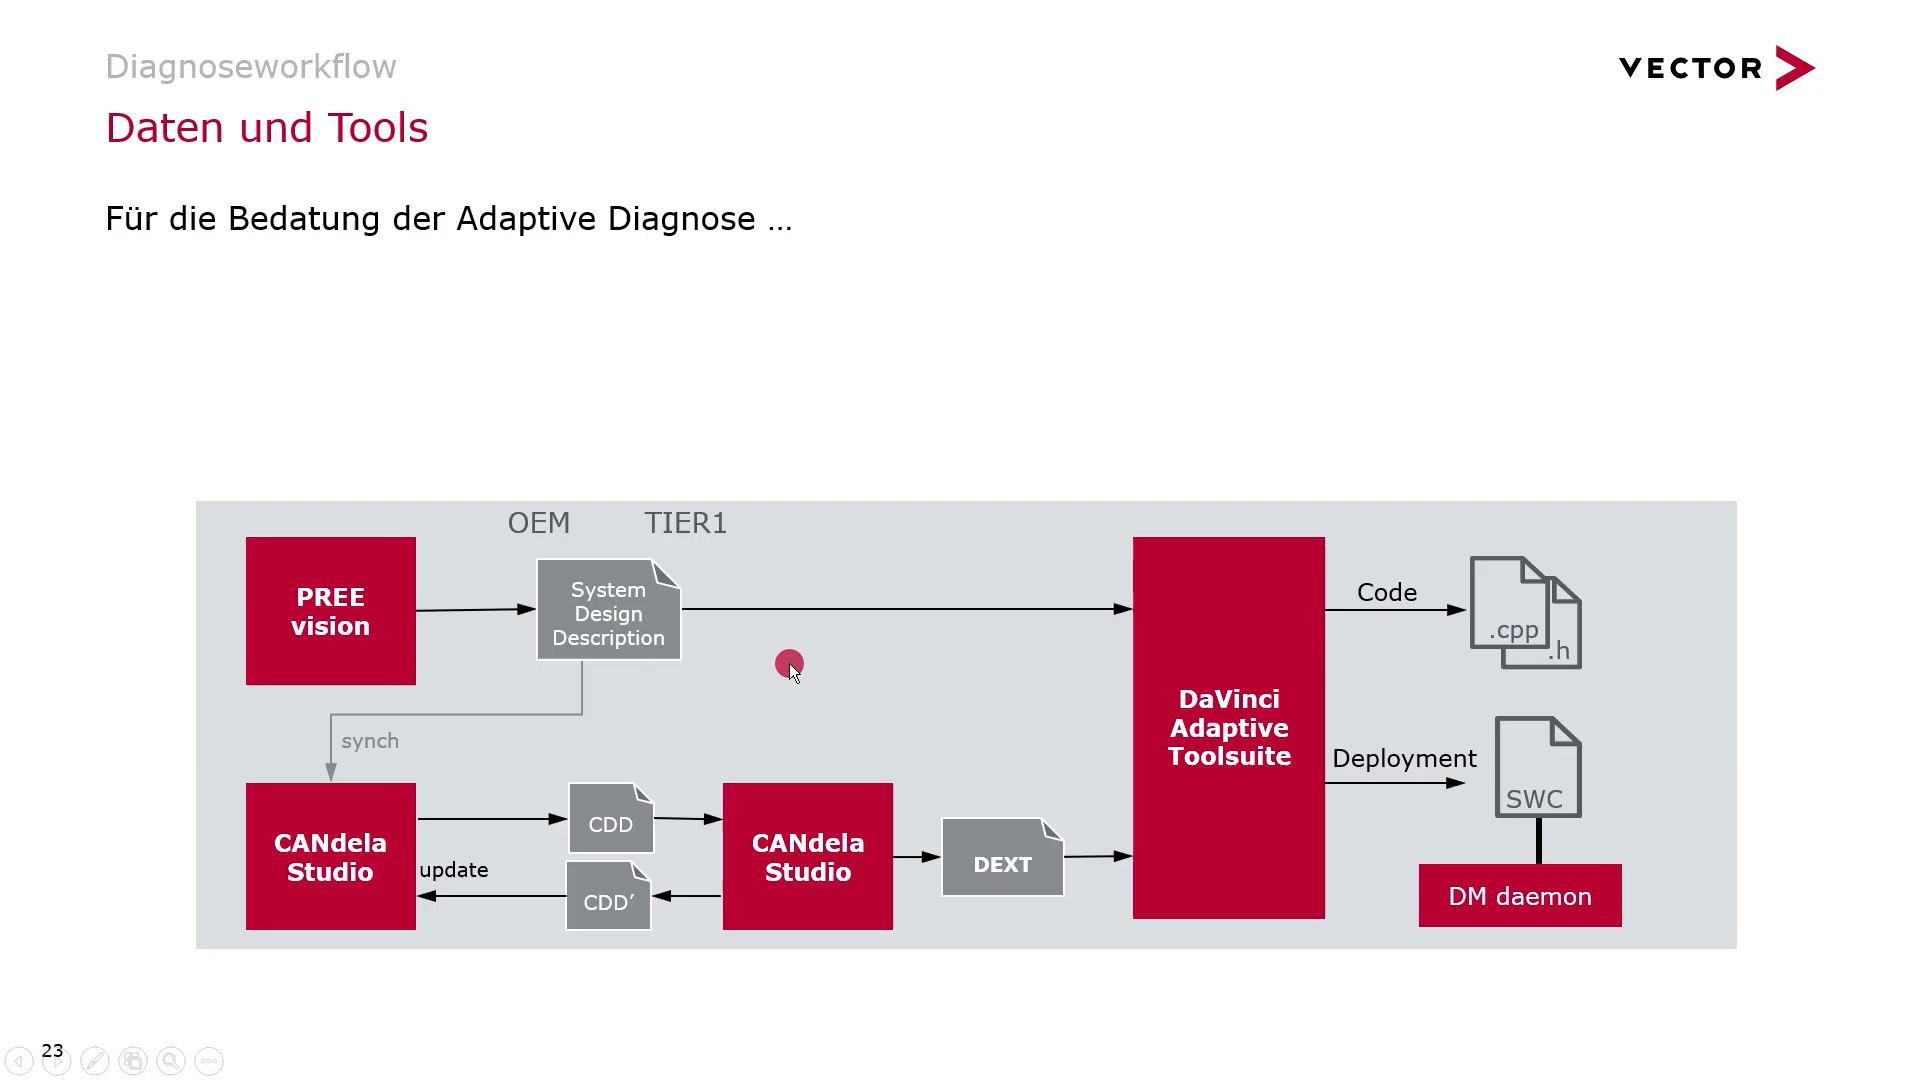 Diagnoseworkflow
VECTOR
Daten und Tools
Für die Bedatung der Adaptive Diagnose ...
OEM
TIER1
PREE
vision
System
Design
Description
synch
CANdela
Studio
update
CDD
CDD’
CANdela
Studio
DEXT
DaVinci
Adaptive
Toolsuite
Code
.cpp
.h
Deployment
SWC
DM daemon
23